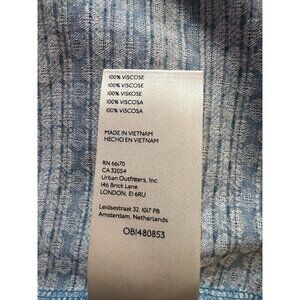 100% VISCOSE
100% VISCOSE
100% VISKOSE
100% VISCOSA
100% VISCOSA
MADE IN VIETNAM
HECHO EN VIETNAM
RN 66170
CA 32054
Urban Outfitters, Inc.
146 Brick Lane
LONDON, E1 6RU
Leidsestraat 32, 1017 PB
Amsterdam, Netherlands
OB1480853